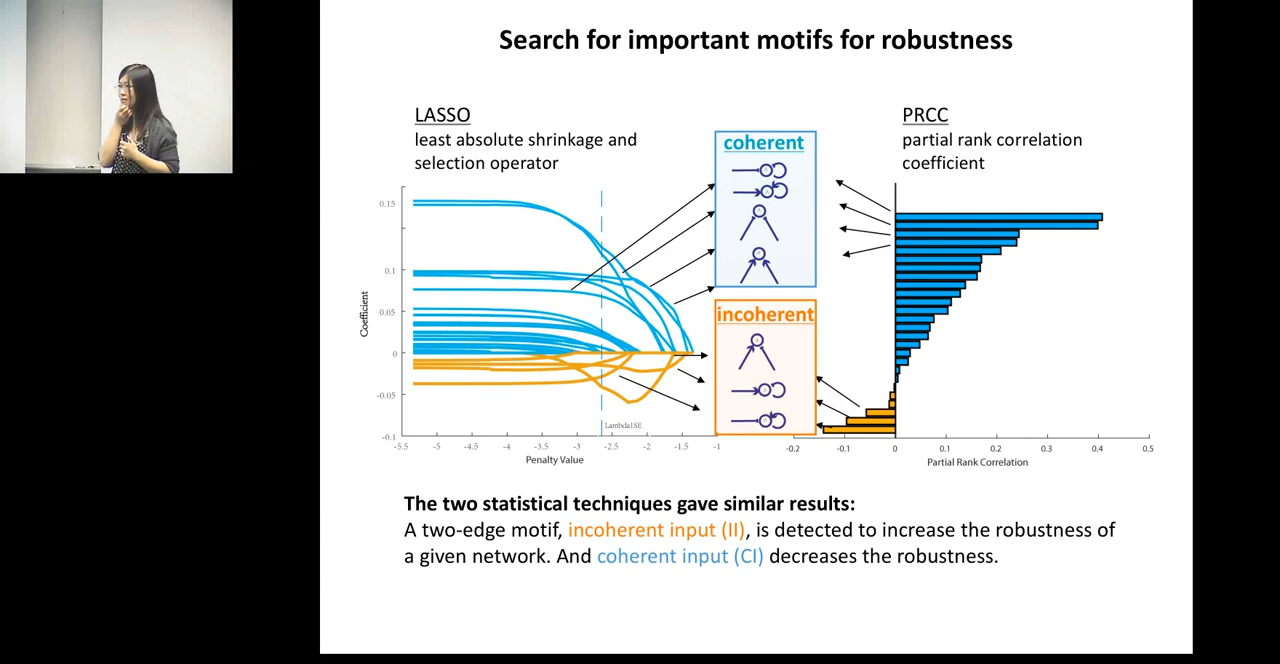 Search for important motifs for robustness
LASSO
least absolute shrinkage and
selection operator
coherent
PRCC
partial rank correlation
coefficient
0.15
0.1
0.05
0
-0.05
-0.1
Coefficient
-5.5 -5 -4.5 -4 -3.5 -3 -2.5 -2 -1.5 -1
Lambda1SE
Penalty Value
incoherent
-0.2 -0.1 0 0.1 0.2 0.3 0.4 0.5
Partial Rank Correlation
The two statistical techniques gave similar results:
A two-edge motif, incoherent input (II), is detected to increase the robustness of
a given network. And coherent input (CI) decreases the robustness.